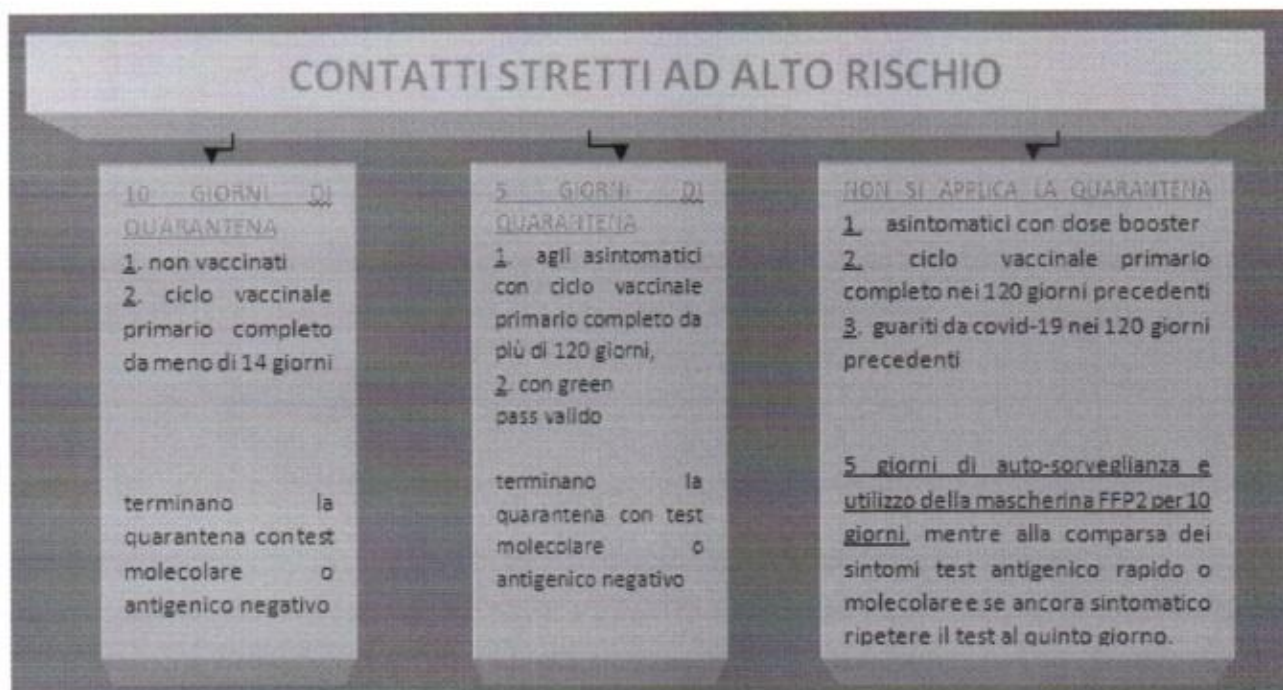 CONTATTI STRETTI AD ALTO RISCHIO
10 GIORNI DI
QUARANTENA
1. non vaccinati
2. ciclo vaccinale
primario completo
da meno di 14 giorni
terminano la
quarantena con test
molecolare o
antigenico negativo
5 GIORNI DI
QUARANTENA
1. agli asintomatici
con ciclo vaccinale
primario completo da
più di 120 giorni,
2. con green
pass valido
terminano la
quarantena con test
molecolare o
antigenico negativo
NON SI APPLICA LA QUARANTENA
1. asintomatici con dose booster
2. ciclo vaccinale primario
completo nei 120 giorni precedenti
3. guariti da covid-19 nei 120 giorni
precedenti
5 giorni di auto-sorveglianza e
utilizzo della mascherina FFP2 per 10
giorni, mentre alla comparsa dei
sintomi test antigenico rapido o
molecolare e se ancora sintomatico
ripetere il test al quinto giorno.